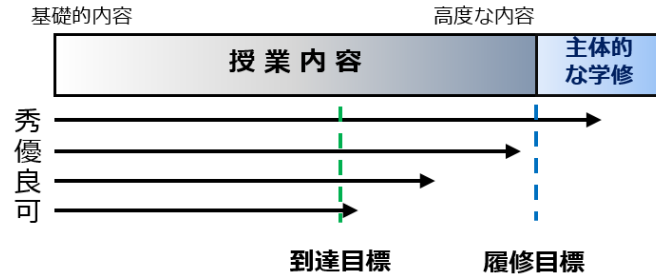 基礎的内容
高度な内容
授業内容
主体的
な学修
秀
優
良
可
到達目標
履修目標